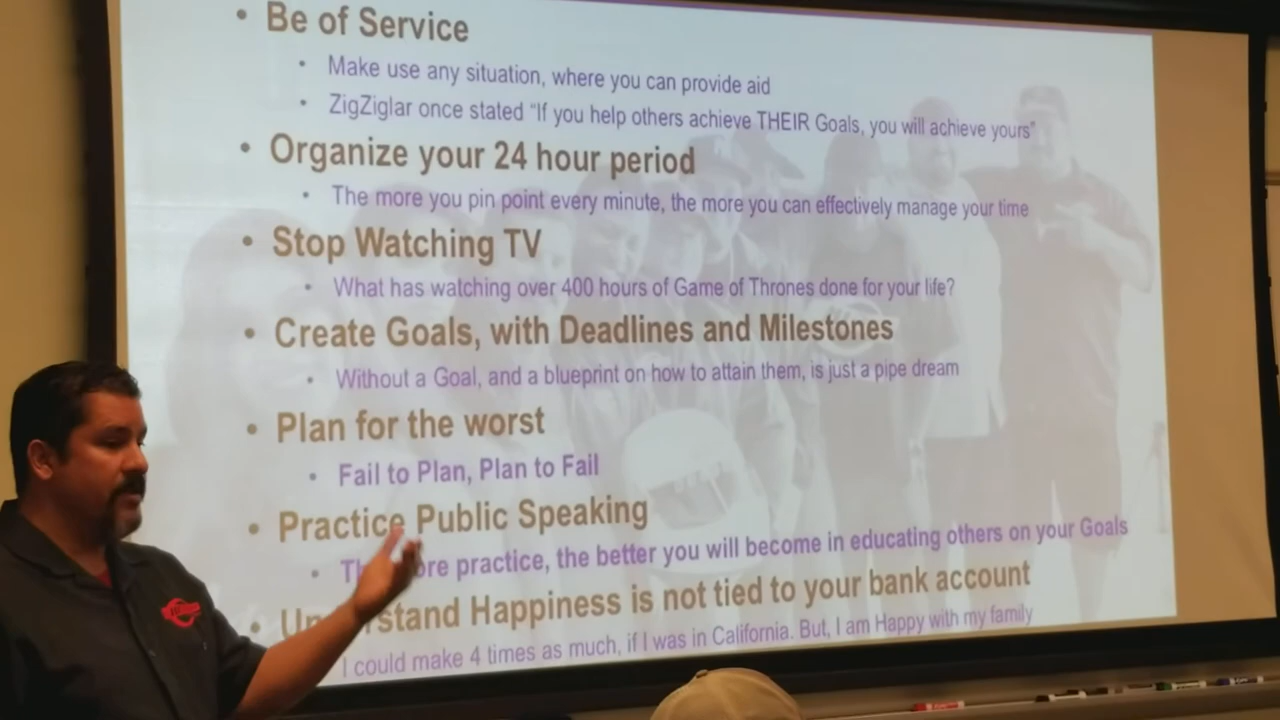 • Be of Service
• Make use any situation, where you can provide aid
• ZigZiglar once stated “If you help others achieve THEIR Goals, you will achieve yours”
• Organize your 24 hour period
• The more you pin point every minute, the more you can effectively manage your time
• Stop Watching TV
• What has watching over 400 hours of Game of Thrones done for your life?
• Create Goals, with Deadlines and Milestones
• Without a Goal, and a blueprint on how to attain them, is just a pipe dream
• Plan for the worst
• Fail to Plan, Plan to Fail
• Practice Public Speaking
• practice, the better you will become in educating others on your Goals
• Happiness is not tied to your bank account
I could make 4 times as much, if I was in California. But, I am Happy with my family